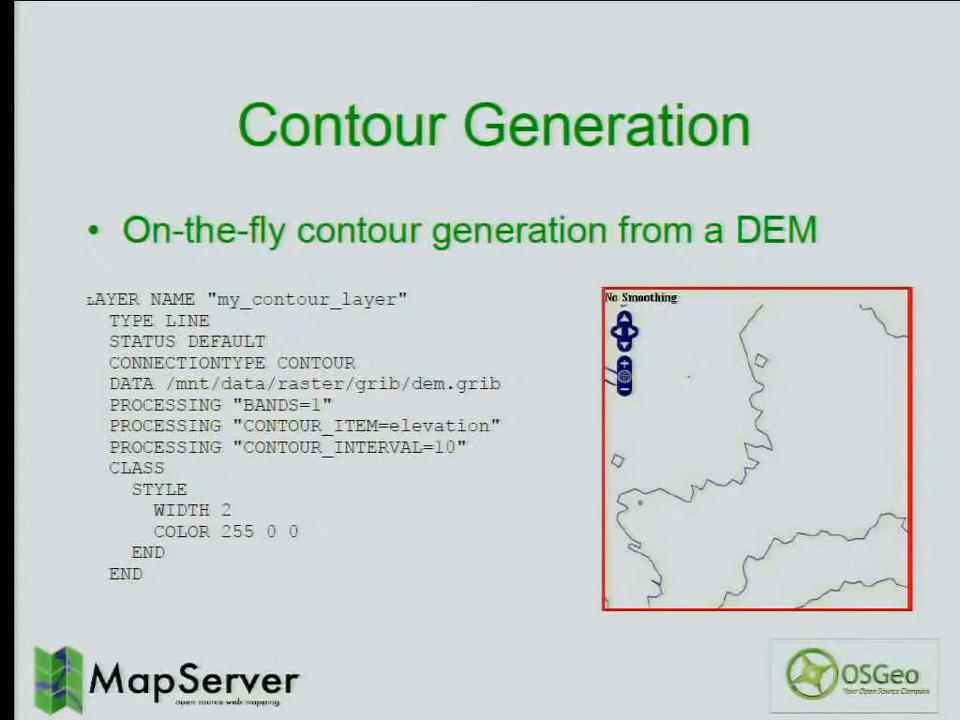 Contour Generation
• On-the-fly contour generation from a DEM
LAYER NAME "my_contour_layer"
TYPE LINE
STATUS DEFAULT
CONNECTIONTYPE CONTOUR
DATA /mnt/data/raster/grib/dem.grib
PROCESSING "BANDS=1"
PROCESSING "CONTOUR_ITEM=elevation"
PROCESSING "CONTOUR_INTERVAL=10"
CLASS
STYLE
WIDTH 2
COLOR 255 0 0
END
END
No Smoothing
MapServer
open source web mapping
OSGeo
Your Open Source Compass